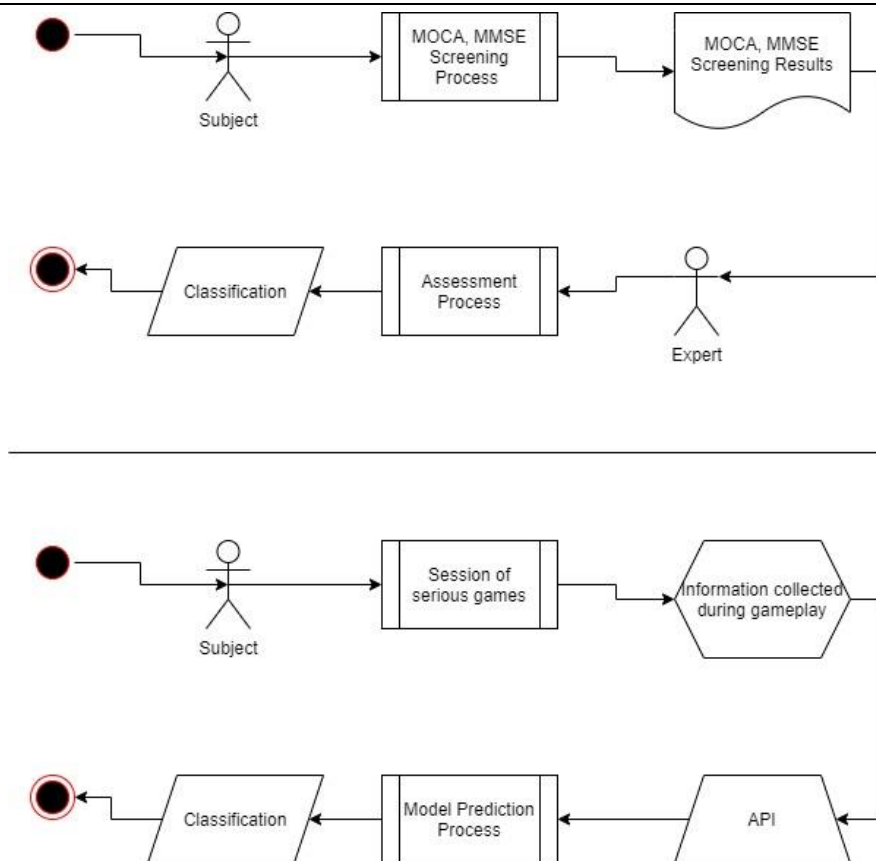 MOCA, MMSE
Screening
Process
MOCA, MMSE
Screening Results
Subject
Classification
Assessment
Process
Expert
Session of
serious games
Information collected
during gameplay
Subject
Classification
Model Prediction
Process
API